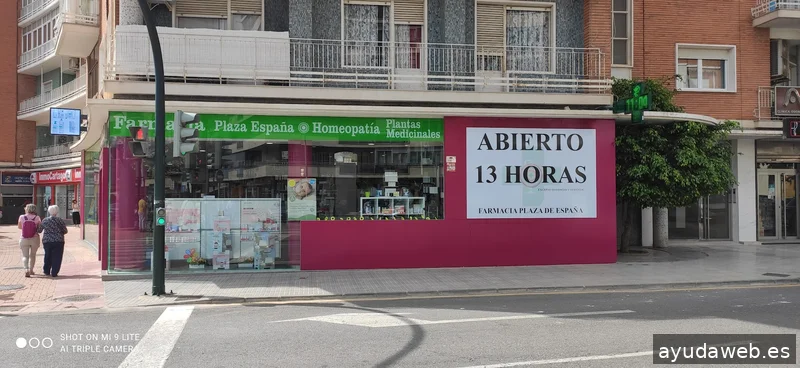 Farmacia Plaza España Homeopatía Plantas Medicinales
ABIERTO
13 HORAS
FARMACIA PLAZA DE ESPAÑA
InmoCartagena
SHOT ON MI 9 LITE
AI TRIPLE CAMERA
ayudaweb.es